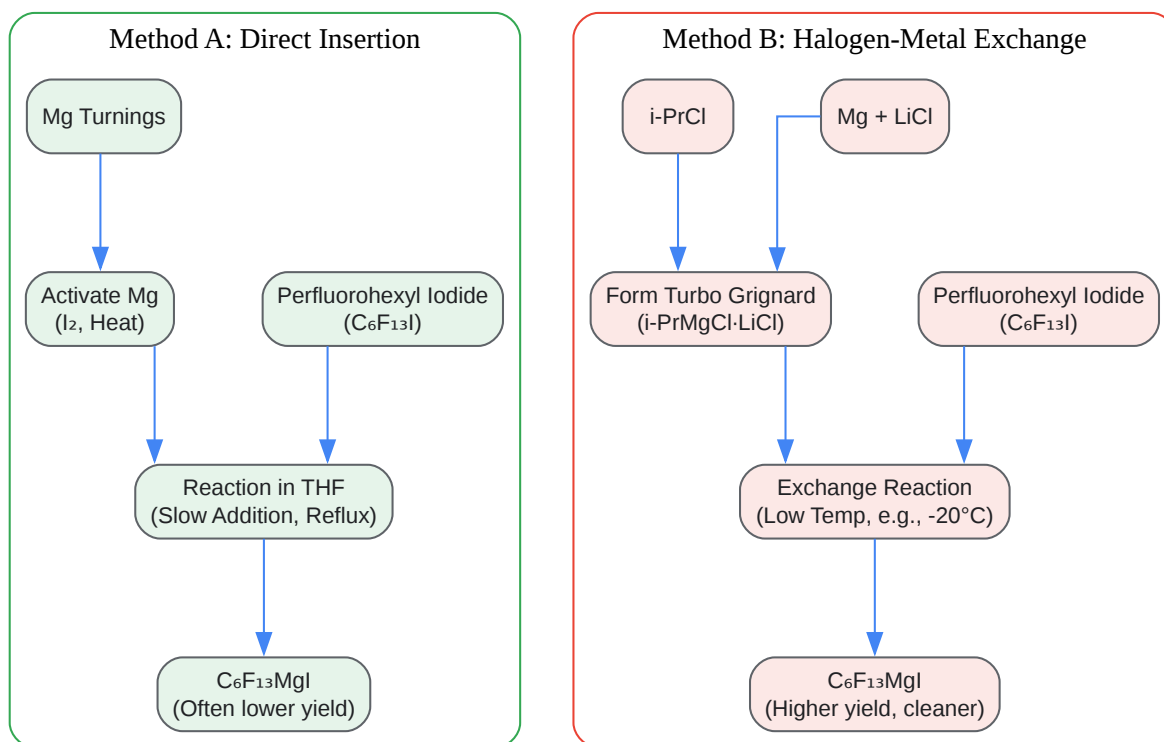 Method A: Direct Insertion
Mg Turnings
Activate Mg
(I₂, Heat)
Perfluorohexyl Iodide
(C₆F₁₃I)
Reaction in THF
(Slow Addition, Reflux)
C₆F₁₃MgI
(Often lower yield)
Method B: Halogen-Metal Exchange
i-PrCl
Mg + LiCl
Form Turbo Grignard
(i-PrMgCl·LiCl)
Perfluorohexyl Iodide
(C₆F₁₃I)
Exchange Reaction
(Low Temp, e.g., -20°C)
C₆F₁₃MgI
(Higher yield, cleaner)